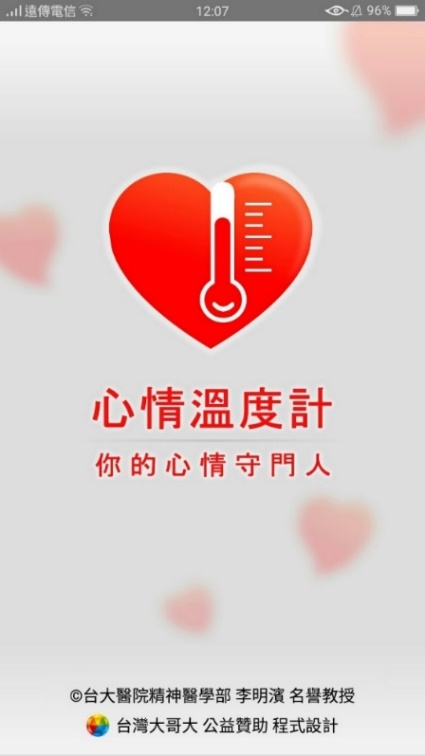 遠傳電信 12:07 96%
心情溫度計
你的心情守門人
©台大醫院精神醫學部 李明濱 名譽教授
台灣大哥大 公益贊助 程式設計